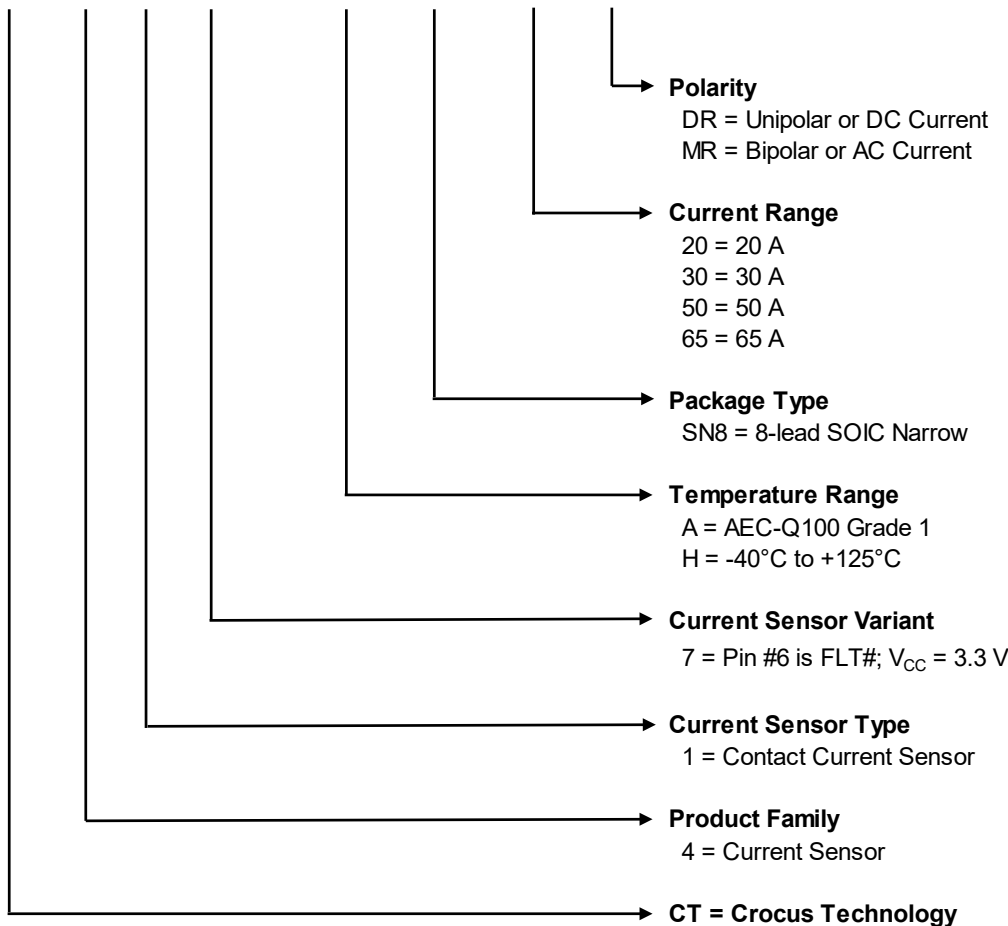 Polarity
DR = Unipolar or DC Current
MR = Bipolar or AC Current
Current Range
20 = 20 A
30 = 30 A
50 = 50 A
65 = 65 A
Package Type
SN8 = 8-lead SOIC Narrow
Temperature Range
A = AEC-Q100 Grade 1
H = -40°C to +125°C
Current Sensor Variant
7 = Pin #6 is FLT#; VCC = 3.3 V
Current Sensor Type
1 = Contact Current Sensor
Product Family
4 = Current Sensor
CT = Crocus Technology